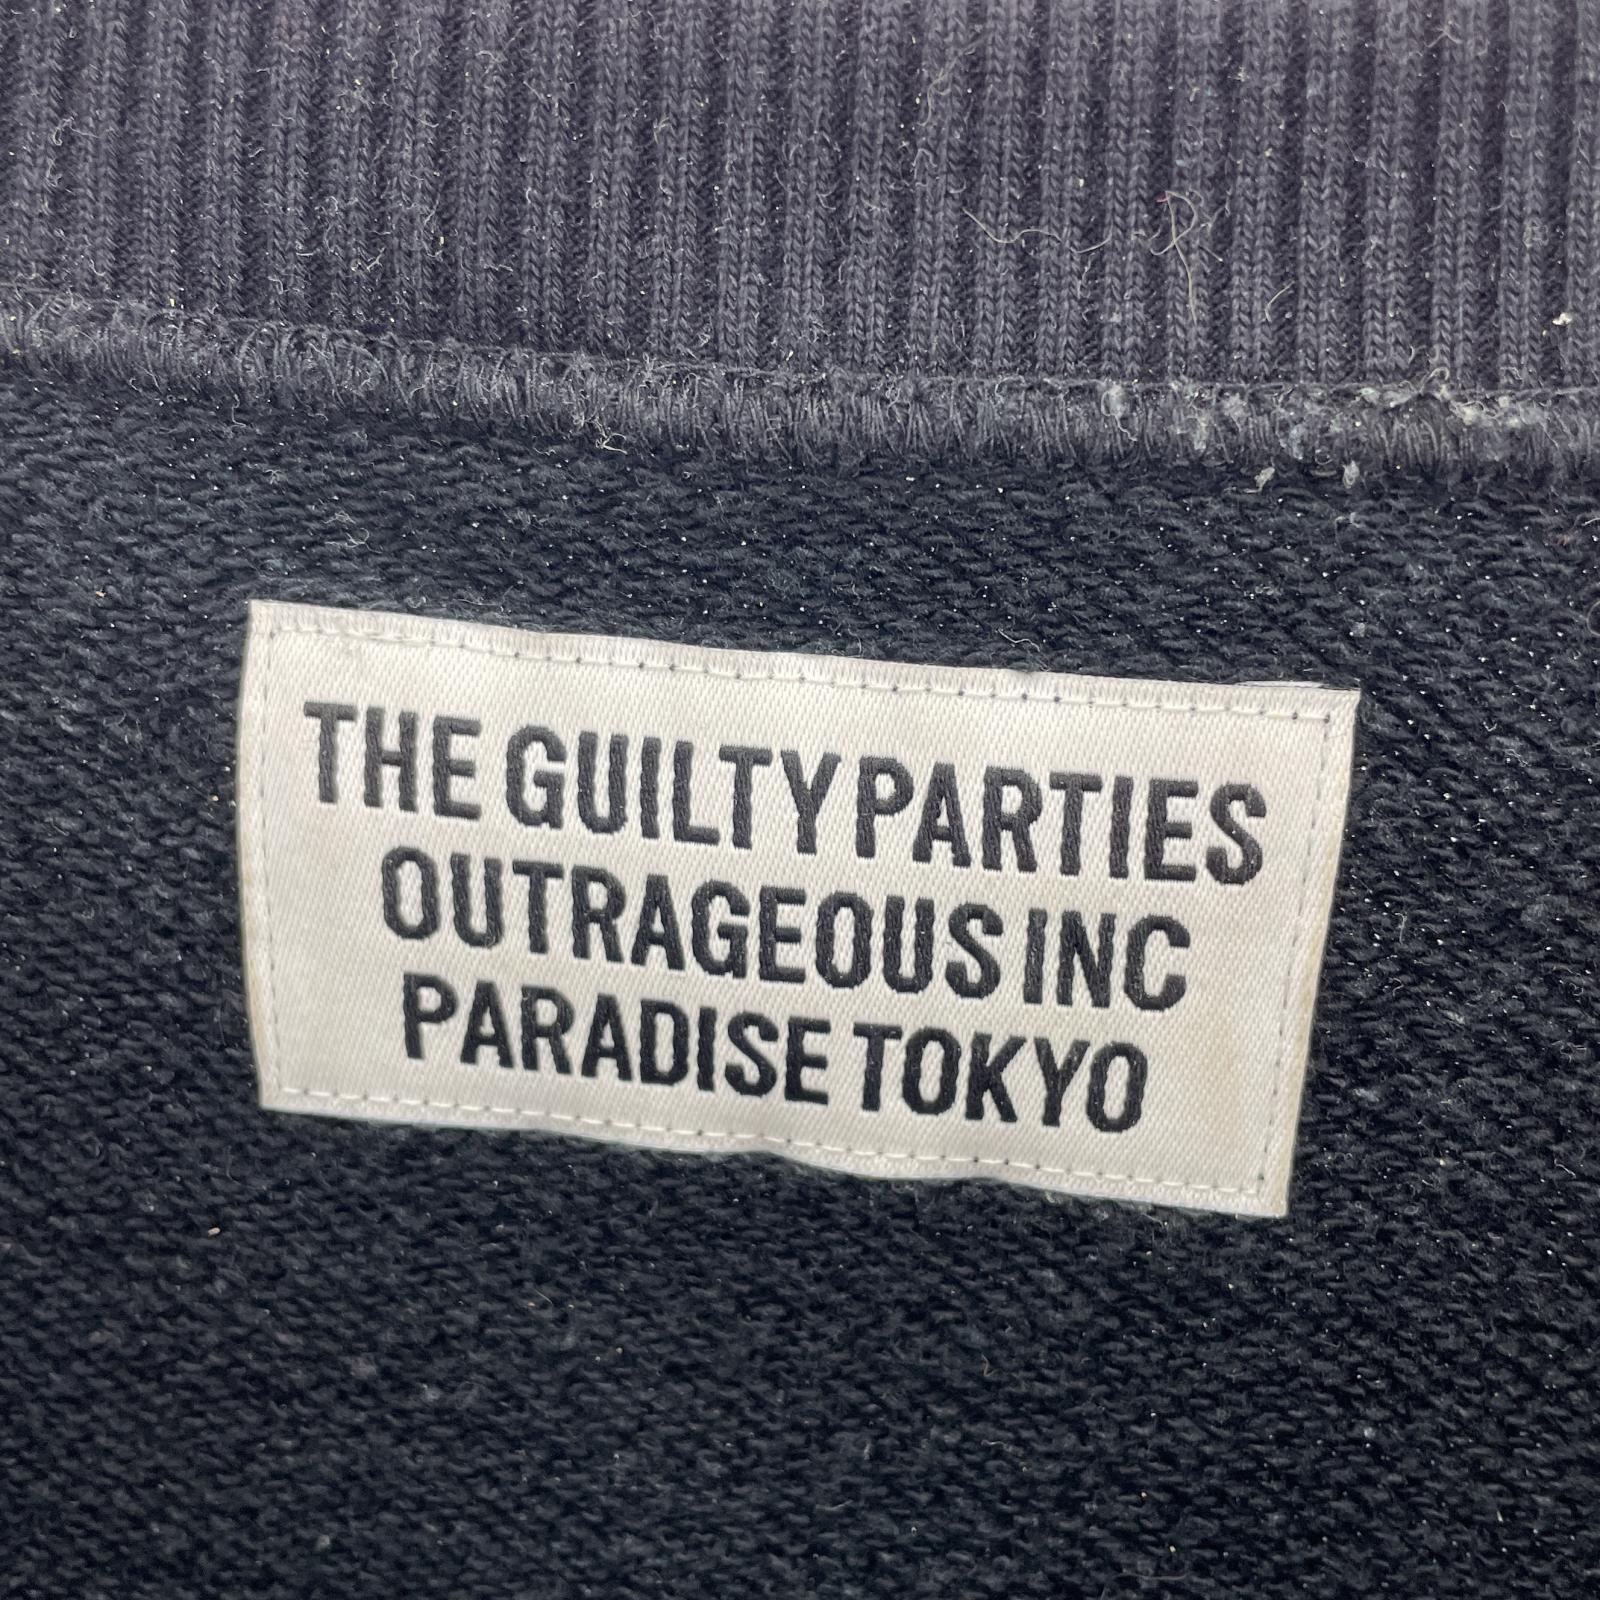 THE GUILTY PARTIES
OUTRAGEOUS INC
PARADISE TOKYO